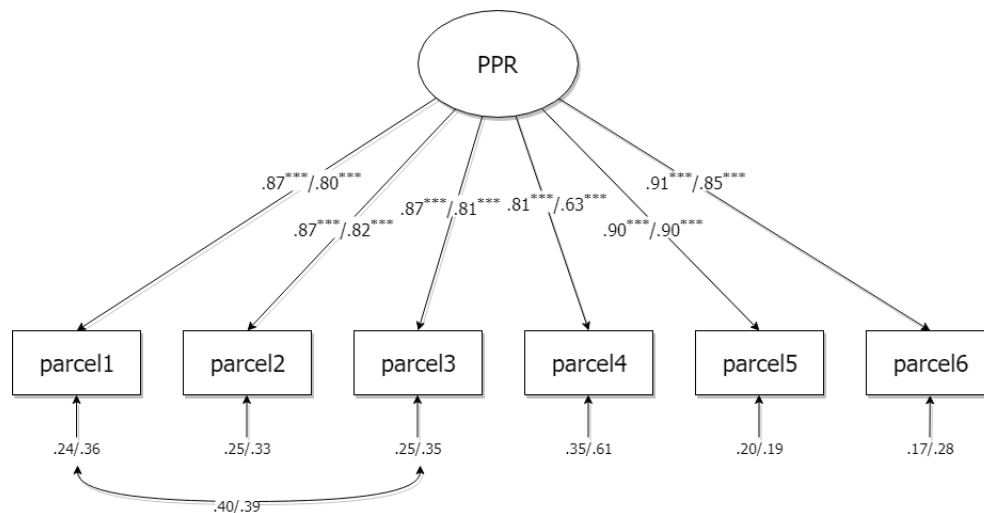 PPR
.87***/.80***
.87***/.82***
.87***/.81***
.81***/.63***
.90***/.90***
.91***/.85***
parcel1
parcel2
parcel3
parcel4
parcel5
parcel6
.24/.36
.25/.33
.25/.35
.35/.61
.20/.19
.17/.28
.40/.39